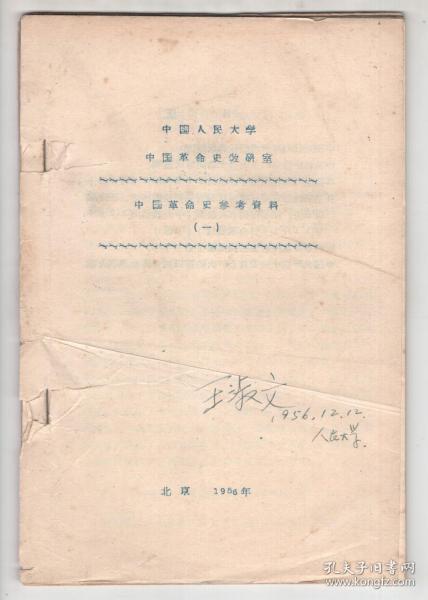 中国人民大学
中国革命史教研室
中国革命史参考資料
(一)
王淑文
1956.12.12.
人民大学.
北京 1956年
孔夫子旧书网
www.kongfz.com